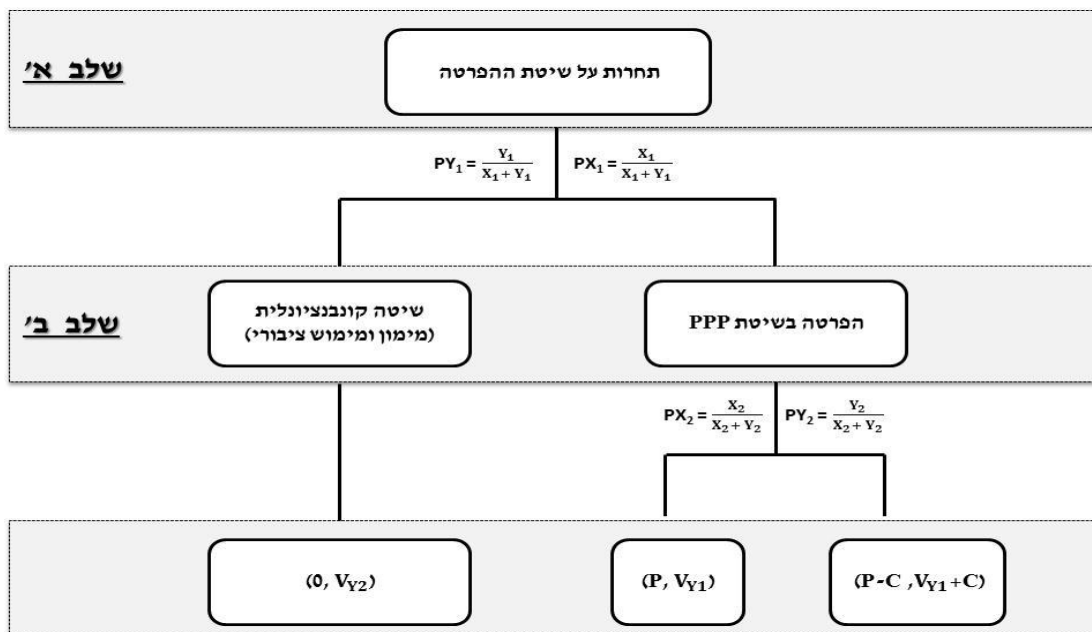 שלב א'
תחרות על שיטת ההפרטה
PY₁ = Y₁ / (X₁ + Y₁)
PX₁ = X₁ / (X₁ + Y₁)
שלב ב'
הפרטה בשיטת PPP
שיטה קונבנציונלית
(מימון ומימוש ציבורי)
PX₂ = X₂ / (X₂ + Y₂)
PY₂ = Y₂ / (X₂ + Y₂)
(0, V_Y2)
(P, V_Y1)
(P-C ,V_Y1+C)